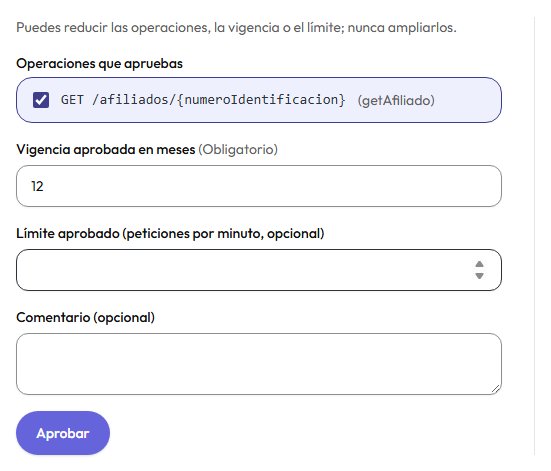 Puedes reducir las operaciones, la vigencia o el límite; nunca ampliarlos.
Operaciones que apruebas
GET /afiliados/{numeroIdentificacion} (getAfiliado)
Vigencia aprobada en meses (Obligatorio)
12
Límite aprobado (peticiones por minuto, opcional)
Comentario (opcional)
Aprobar